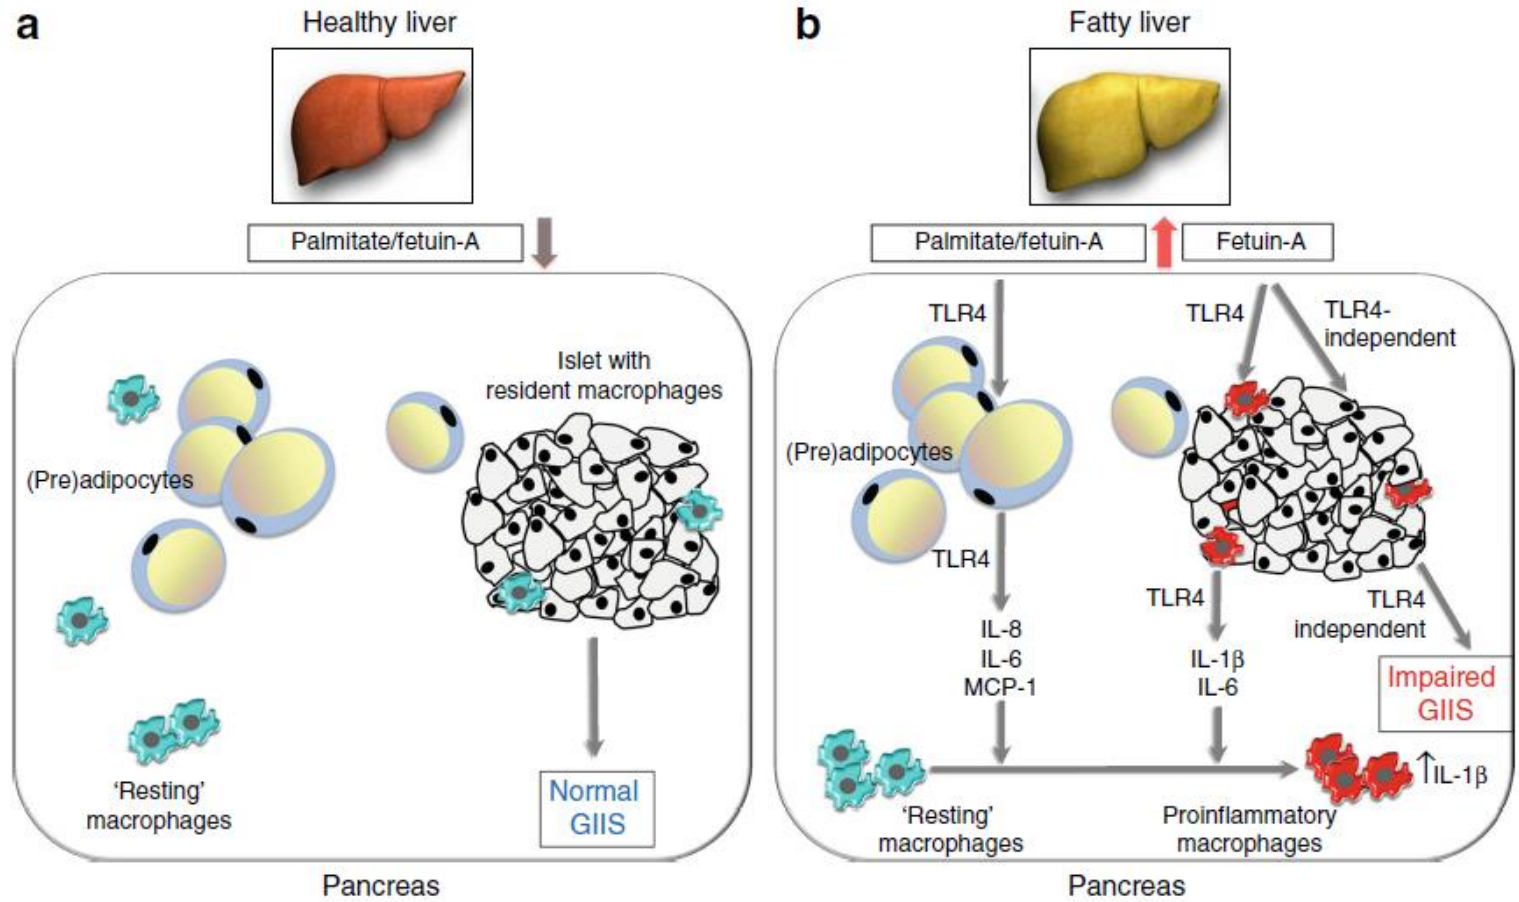 a
Healthy liver
Palmitate/fetuin-A
Islet with
resident macrophages
(Pre)adipocytes
'Resting'
macrophages
Normal
GIIS
Pancreas
b
Fatty liver
Palmitate/fetuin-A
Fetuin-A
TLR4
TLR4
TLR4-
independent
(Pre)adipocytes
TLR4
TLR4
TLR4
independent
IL-8
IL-6
MCP-1
IL-1β
IL-6
Impaired
GIIS
↑IL-1β
'Resting'
macrophages
Proinflammatory
macrophages
Pancreas